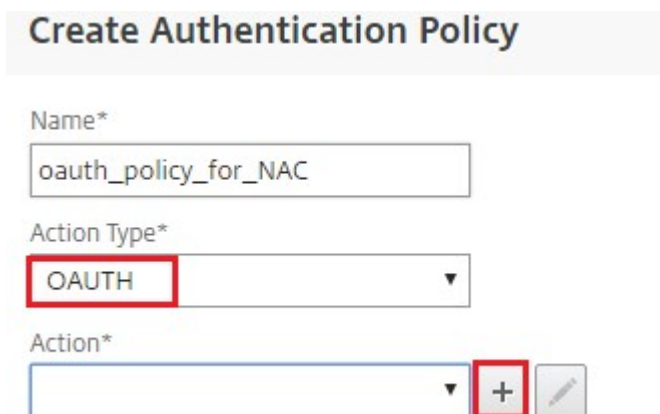 Create Authentication Policy
Name*
oauth_policy_for_NAC
Action Type*
OAUTH
Action*
+